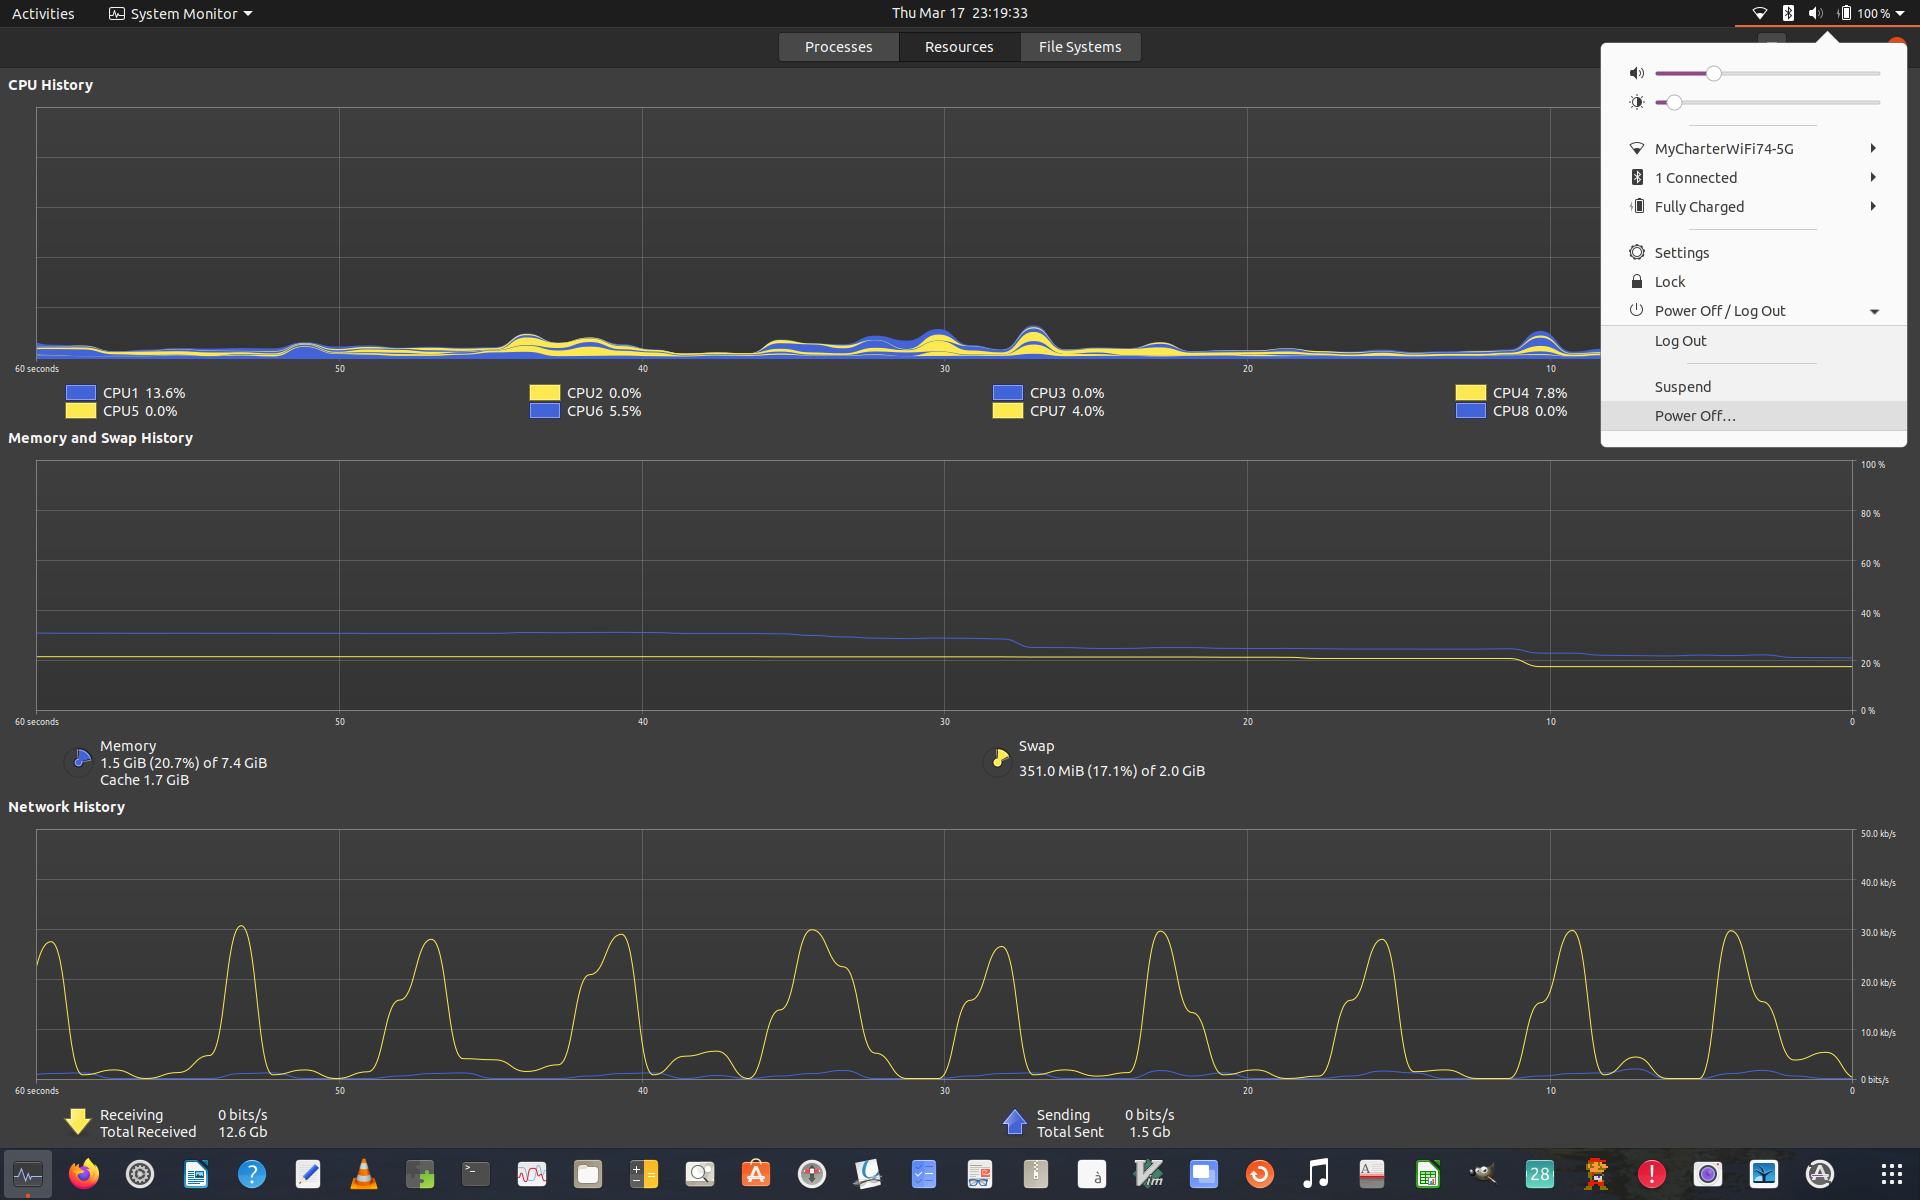 Activities
System Monitor
Thu Mar 17 23:19:33
100 %
Processes
Resources
File Systems
CPU History
60 seconds
50
40
30
20
10
CPU1 13.6%
CPU2 0.0%
CPU3 0.0%
CPU4 7.8%
CPU5 0.0%
CPU6 5.5%
CPU7 4.0%
CPU8 0.0%
MyCharterWiFi74-5G
1 Connected
Fully Charged
Settings
Lock
Power Off / Log Out
Log Out
Suspend
Power Off…
Memory and Swap History
100 %
80 %
60 %
40 %
20 %
0 %
60 seconds
50
40
30
20
10
0
Memory
1.5 GiB (20.7%) of 7.4 GiB
Cache 1.7 GiB
Swap
351.0 MiB (17.1%) of 2.0 GiB
Network History
50.0 kb/s
40.0 kb/s
30.0 kb/s
20.0 kb/s
10.0 kb/s
0 bits/s
60 seconds
50
40
30
20
10
0
Receiving 0 bits/s
Total Received 12.6 Gb
Sending 0 bits/s
Total Sent 1.5 Gb
?
>_
à
Vim
A
28
!